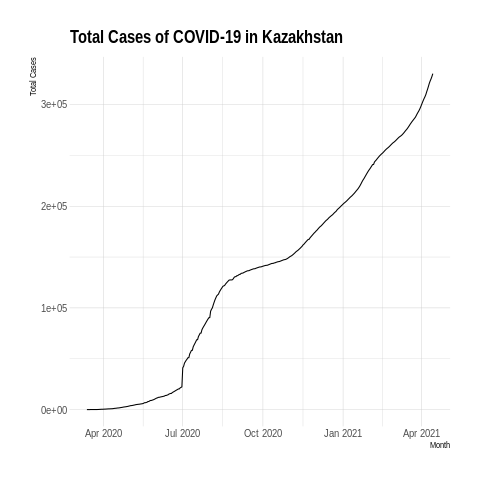 Total Cases of COVID-19 in Kazakhstan
Total Cases
3e+05
2e+05
1e+05
0e+00
Apr 2020 Jul 2020 Oct 2020 Jan 2021 Apr 2021
Month